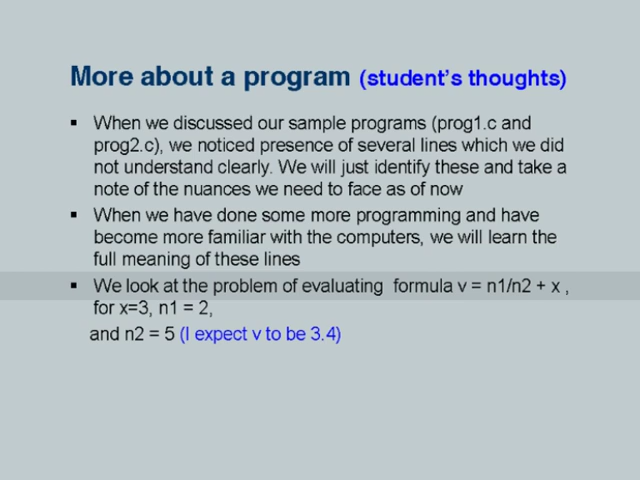 More about a program (student's thoughts)
▪ When we discussed our sample programs (prog1.c and
prog2.c), we noticed presence of several lines which we did
not understand clearly. We will just identify these and take a
note of the nuances we need to face as of now
▪ When we have done some more programming and have
become more familiar with the computers, we will learn the
full meaning of these lines
▪ We look at the problem of evaluating formula v = n1/n2 + x ,
for x=3, n1 = 2,
and n2 = 5 (I expect v to be 3.4)